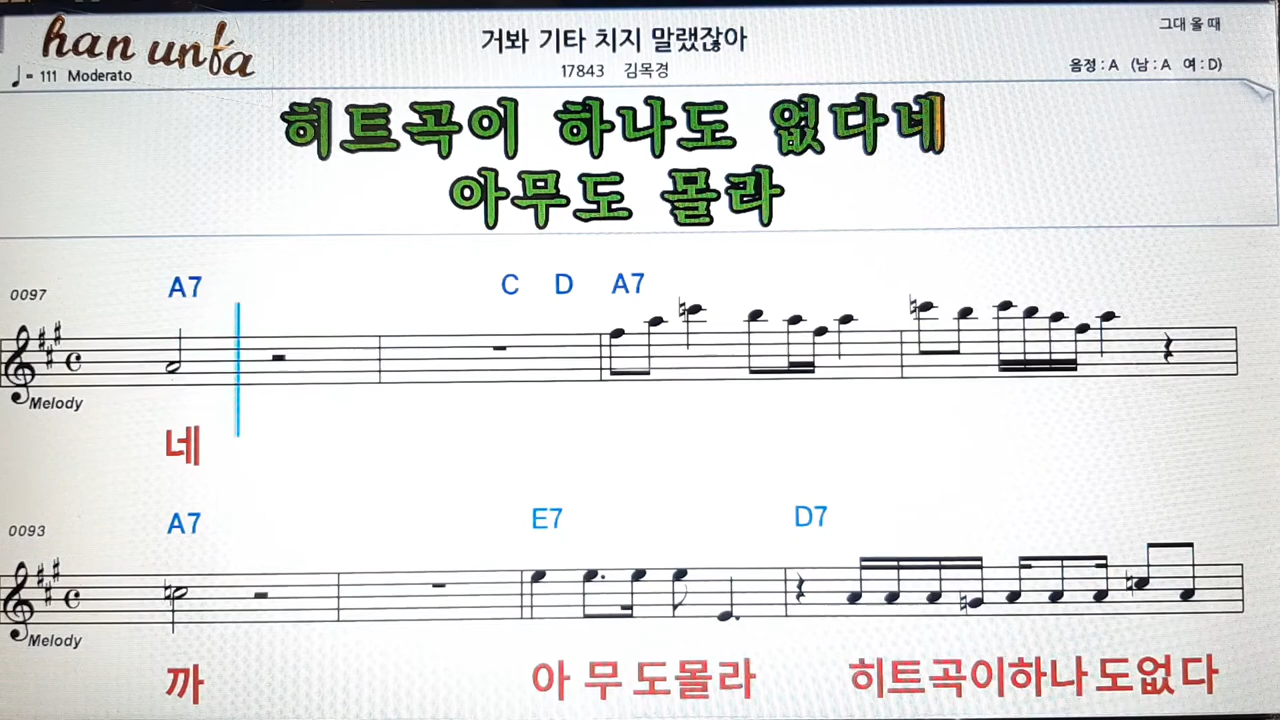 han unfa
거봐 기타 치지 말랬잖아
그대 올 때
♩= 111 Moderato
17843 김목경
음정 : A (남 : A 여 : D)
히트곡이 하나도 없다네
아무도 몰라
0097
A7 C D A7
Melody
네
0093
A7 E7 D7
Melody
까 아 무 도몰라 히트곡이하나 도없다